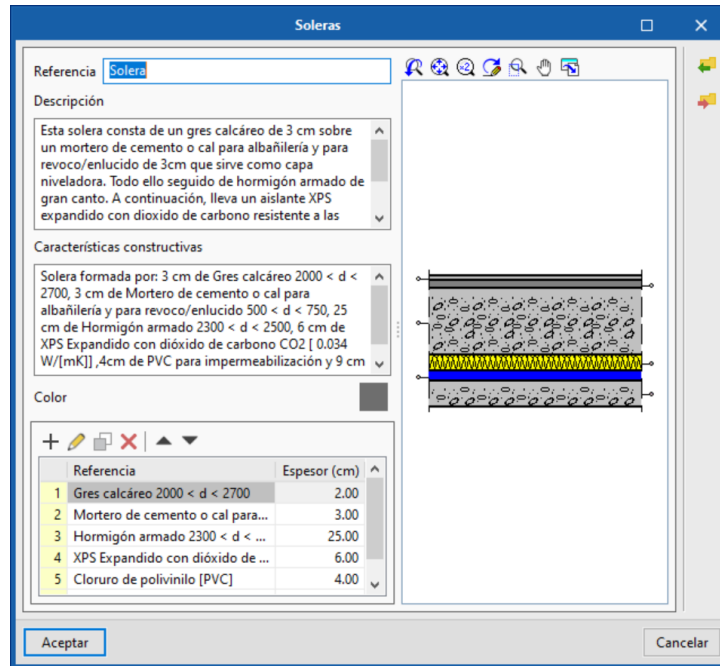 Soleras
Referencia Solera
Descripción
Esta solera consta de un gres calcáreo de 3 cm sobre
un mortero de cemento o cal para albañilería y para
revoco/enlucido de 3cm que sirve como capa
niveladora. Todo ello seguido de hormigón armado de
gran canto. A continuación, lleva un aislante XPS
expandido con dioxido de carbono resistente a las
Características constructivas
Solera formada por: 3 cm de Gres calcáreo 2000 < d <
2700, 3 cm de Mortero de cemento o cal para
albañilería y para revoco/enlucido 500 < d < 750, 25
cm de Hormigón armado 2300 < d < 2500, 6 cm de
XPS Expandido con dióxido de carbono CO2 [ 0.034
W/[mK]] ,4cm de PVC para impermeabilización y 9 cm
Color
Referencia Espesor (cm)
1 Gres calcáreo 2000 < d < 2700 2.00
2 Mortero de cemento o cal para... 3.00
3 Hormigón armado 2300 < d < ... 25.00
4 XPS Expandido con dióxido de ... 6.00
5 Cloruro de polivinilo [PVC] 4.00
x2
Aceptar Cancelar